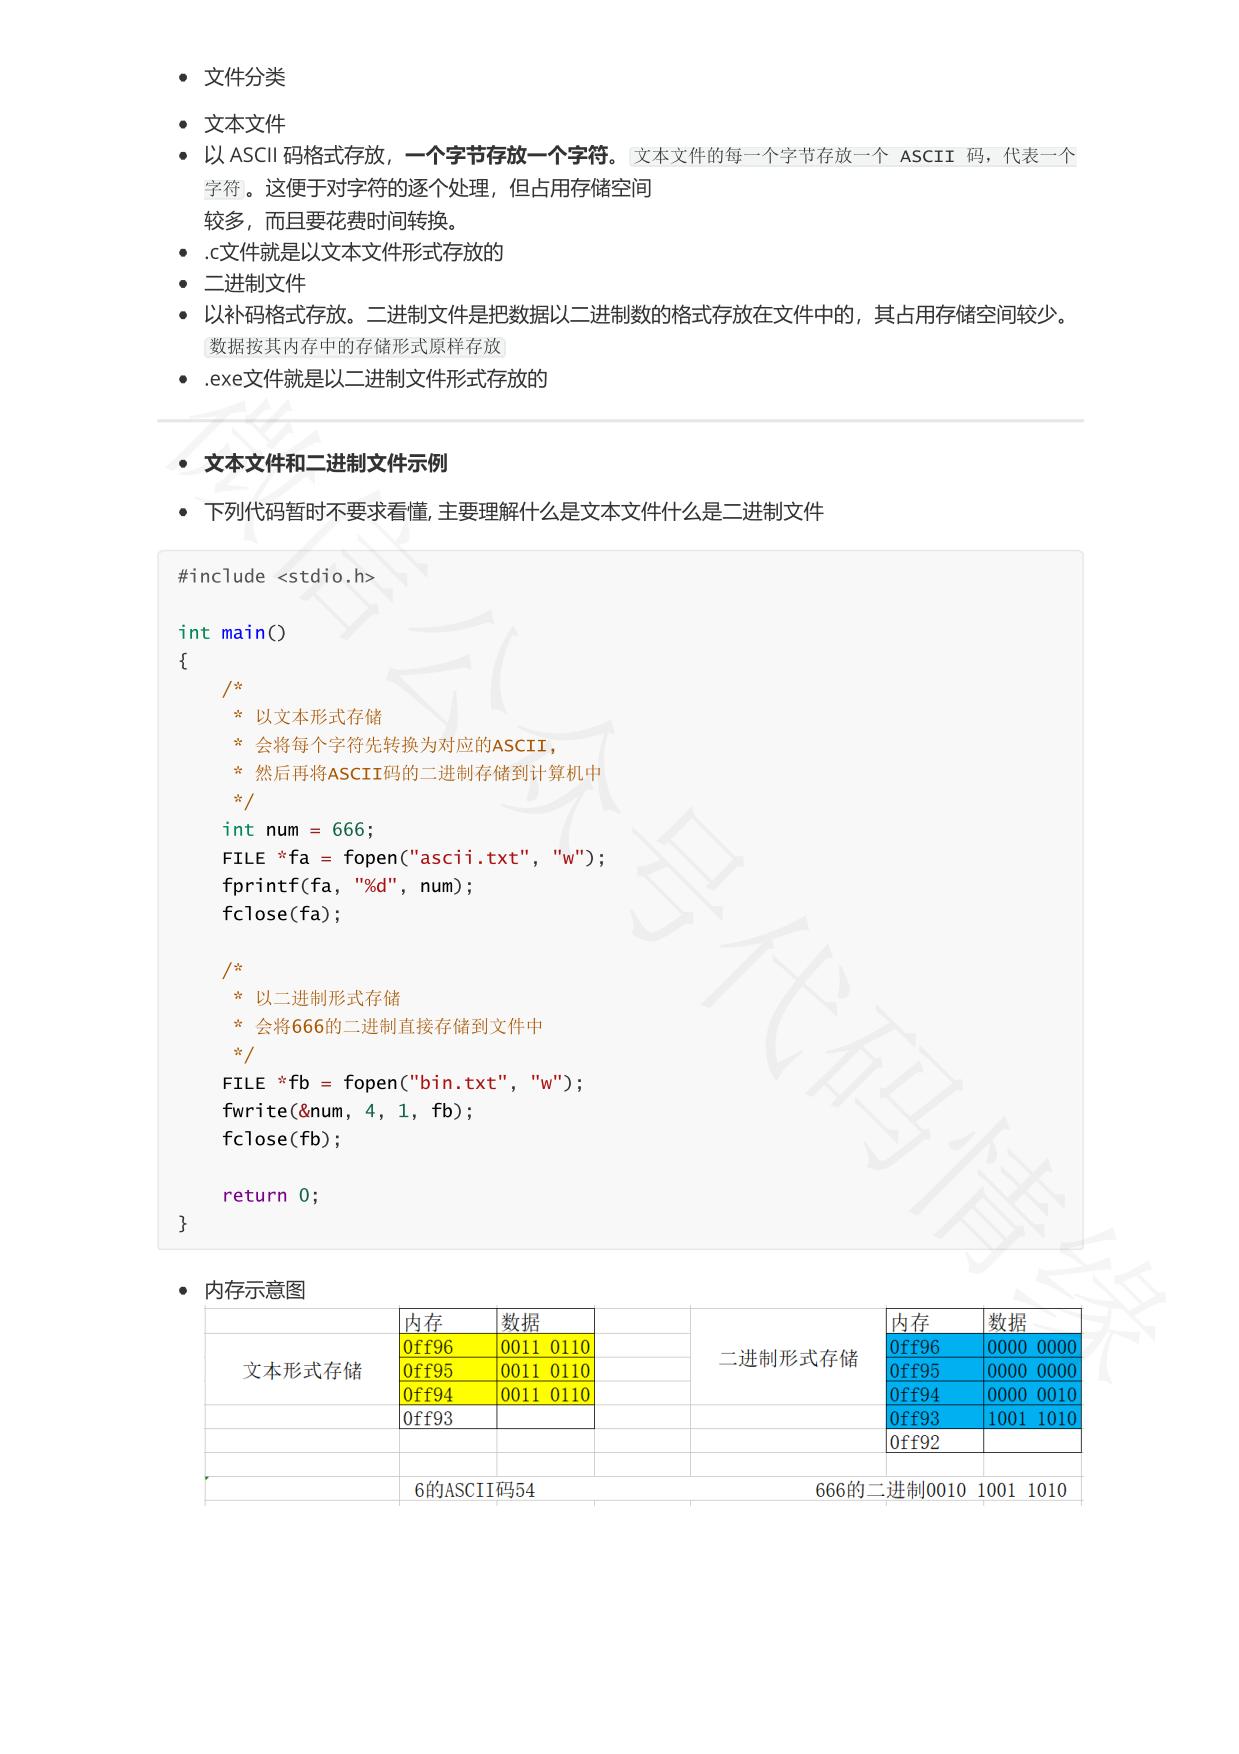 文件分类
文本文件
以 ASCII 码格式存放，一个字节存放一个字符。 文本文件的每一个字节存放一个 ASCII 码，代表一个
字符 。这便于对字符的逐个处理，但占用存储空间
较多，而且要花费时间转换。
.c文件就是以文本文件形式存放的
二进制文件
以补码格式存放。二进制文件是把数据以二进制数的格式存放在文件中的，其占用存储空间较少。
数据按其内存中的存储形式原样存放
.exe文件就是以二进制文件形式存放的
文本文件和二进制文件示例
下列代码暂时不要求看懂, 主要理解什么是文本文件什么是二进制文件
#include <stdio.h>
int main()
{
/*
* 以文本形式存储
* 会将每个字符先转换为对应的ASCII,
* 然后再将ASCII码的二进制存储到计算机中
*/
int num = 666;
FILE *fa = fopen("ascii.txt", "w");
fprintf(fa, "%d", num);
fclose(fa);
/*
* 以二进制形式存储
* 会将666的二进制直接存储到文件中
*/
FILE *fb = fopen("bin.txt", "w");
fwrite(&num, 4, 1, fb);
fclose(fb);
return 0;
}
内存示意图
内存 数据 内存 数据
0ff96 0011 0110 0ff96 0000 0000
文本形式存储 0ff95 0011 0110 二进制形式存储 0ff95 0000 0000
0ff94 0011 0110 0ff94 0000 0010
0ff93 0ff93 1001 1010
0ff92
6的ASCII码54 666的二进制0010 1001 1010
微信公众号代码情缘